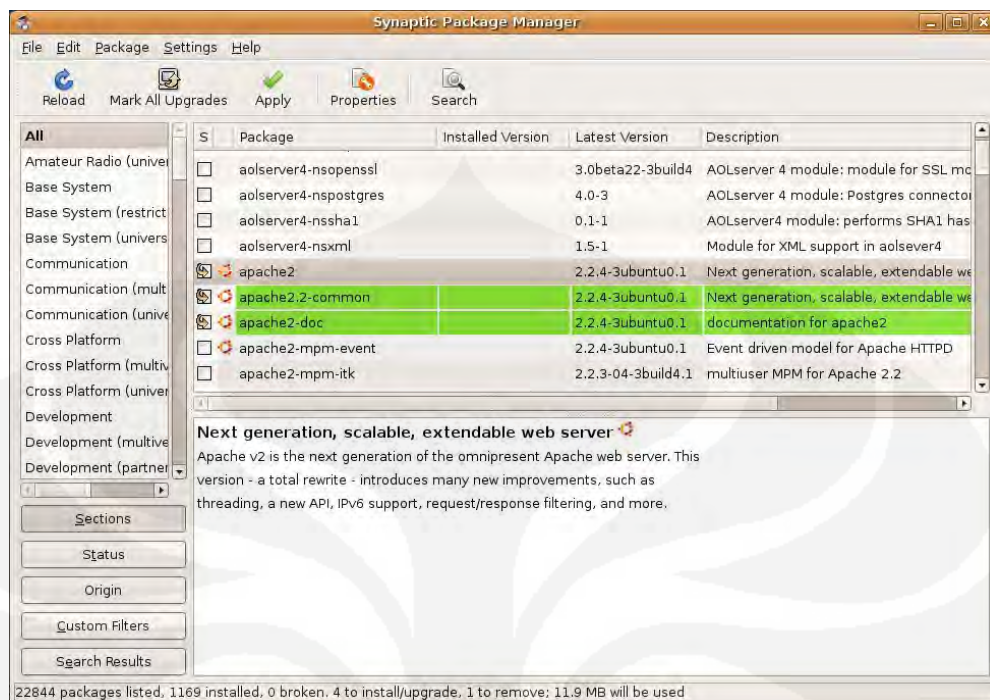 Synaptic Package Manager
File Edit Package Settings Help
Reload Mark All Upgrades Apply Properties Search
All
Amateur Radio (univer
Base System
Base System (restrict
Base System (univers
Communication
Communication (mult
Communication (unive
Cross Platform
Cross Platform (multiv
Cross Platform (univer
Development
Development (multive
Development (partner
Sections
Status
Origin
Custom Filters
Search Results
S Package Installed Version Latest Version Description
aolserver4-nsopenssl 3.0beta22-3build4 AOLserver 4 module: module for SSL mo
aolserver4-nspostgres 4.0-3 AOLserver 4 module: Postgres connector
aolserver4-nssha1 0.1-1 AOLserver4 module: performs SHA1 has
aolserver4-nsxml 1.5-1 Module for XML support in aolsever4
apache2 2.2.4-3ubuntu0.1 Next generation, scalable, extendable we
apache2.2-common 2.2.4-3ubuntu0.1 Next generation, scalable, extendable we
apache2-doc 2.2.4-3ubuntu0.1 documentation for apache2
apache2-mpm-event 2.2.4-3ubuntu0.1 Event driven model for Apache HTTPD
apache2-mpm-itk 2.2.3-04-3build4.1 multiuser MPM for Apache 2.2
Next generation, scalable, extendable web server
Apache v2 is the next generation of the omnipresent Apache web server. This
version - a total rewrite - introduces many new improvements, such as
threading, a new API, IPv6 support, request/response filtering, and more.
22844 packages listed, 1169 installed, 0 broken. 4 to install/upgrade, 1 to remove; 11.9 MB will be used